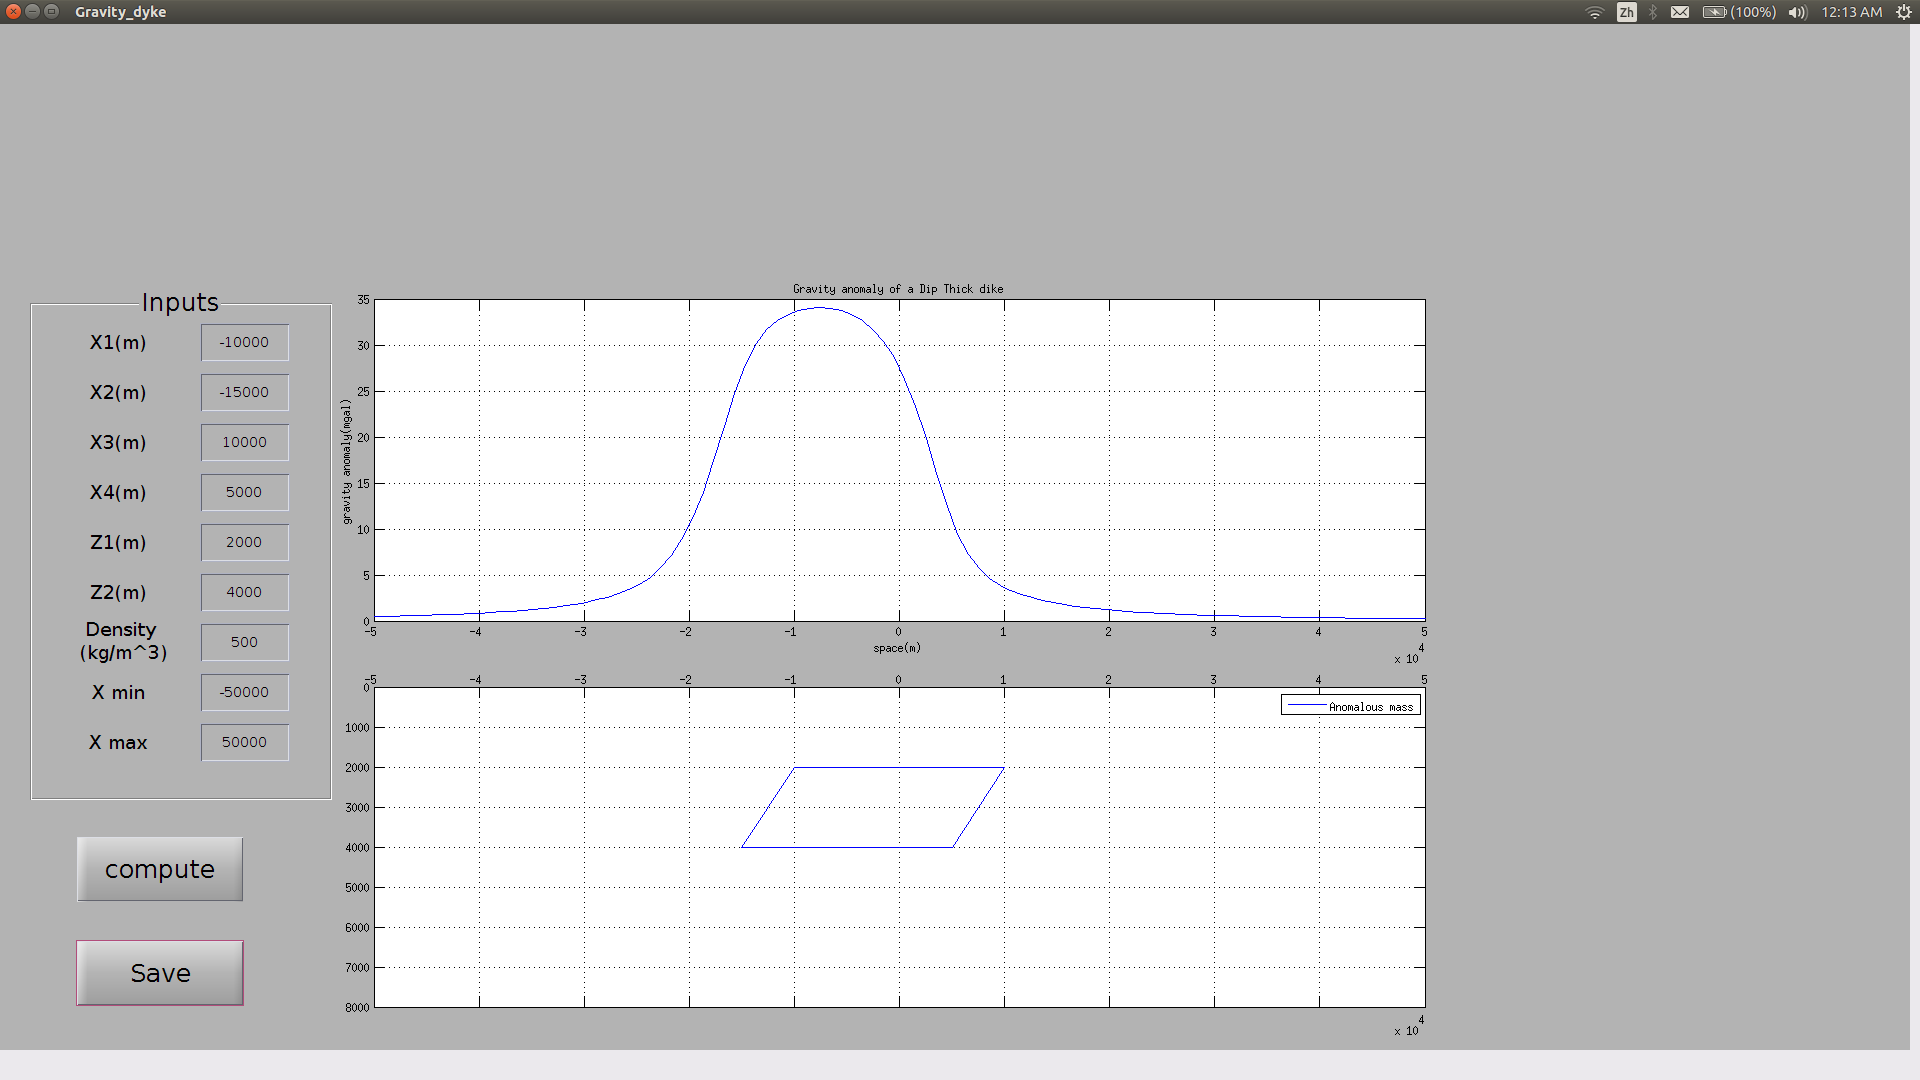 Gravity_dyke
Zh
(100%)
12:13 AM
Inputs
X1(m) -10000
X2(m) -15000
X3(m) 10000
X4(m) 5000
Z1(m) 2000
Z2(m) 4000
Density
(kg/m^3) 500
X min -50000
X max 50000
compute
Save
Gravity anomaly of a Dip Thick dike
gravity anomaly(mgal)
35
30
25
20
15
10
5
0
-5 -4 -3 -2 -1 0 1 2 3 4 5
space(m)
x 10 4
-5 -4 -3 -2 -1 0 1 2 3 4 5
Anomalous mass
0
1000
2000
3000
4000
5000
6000
7000
8000
x 10 4